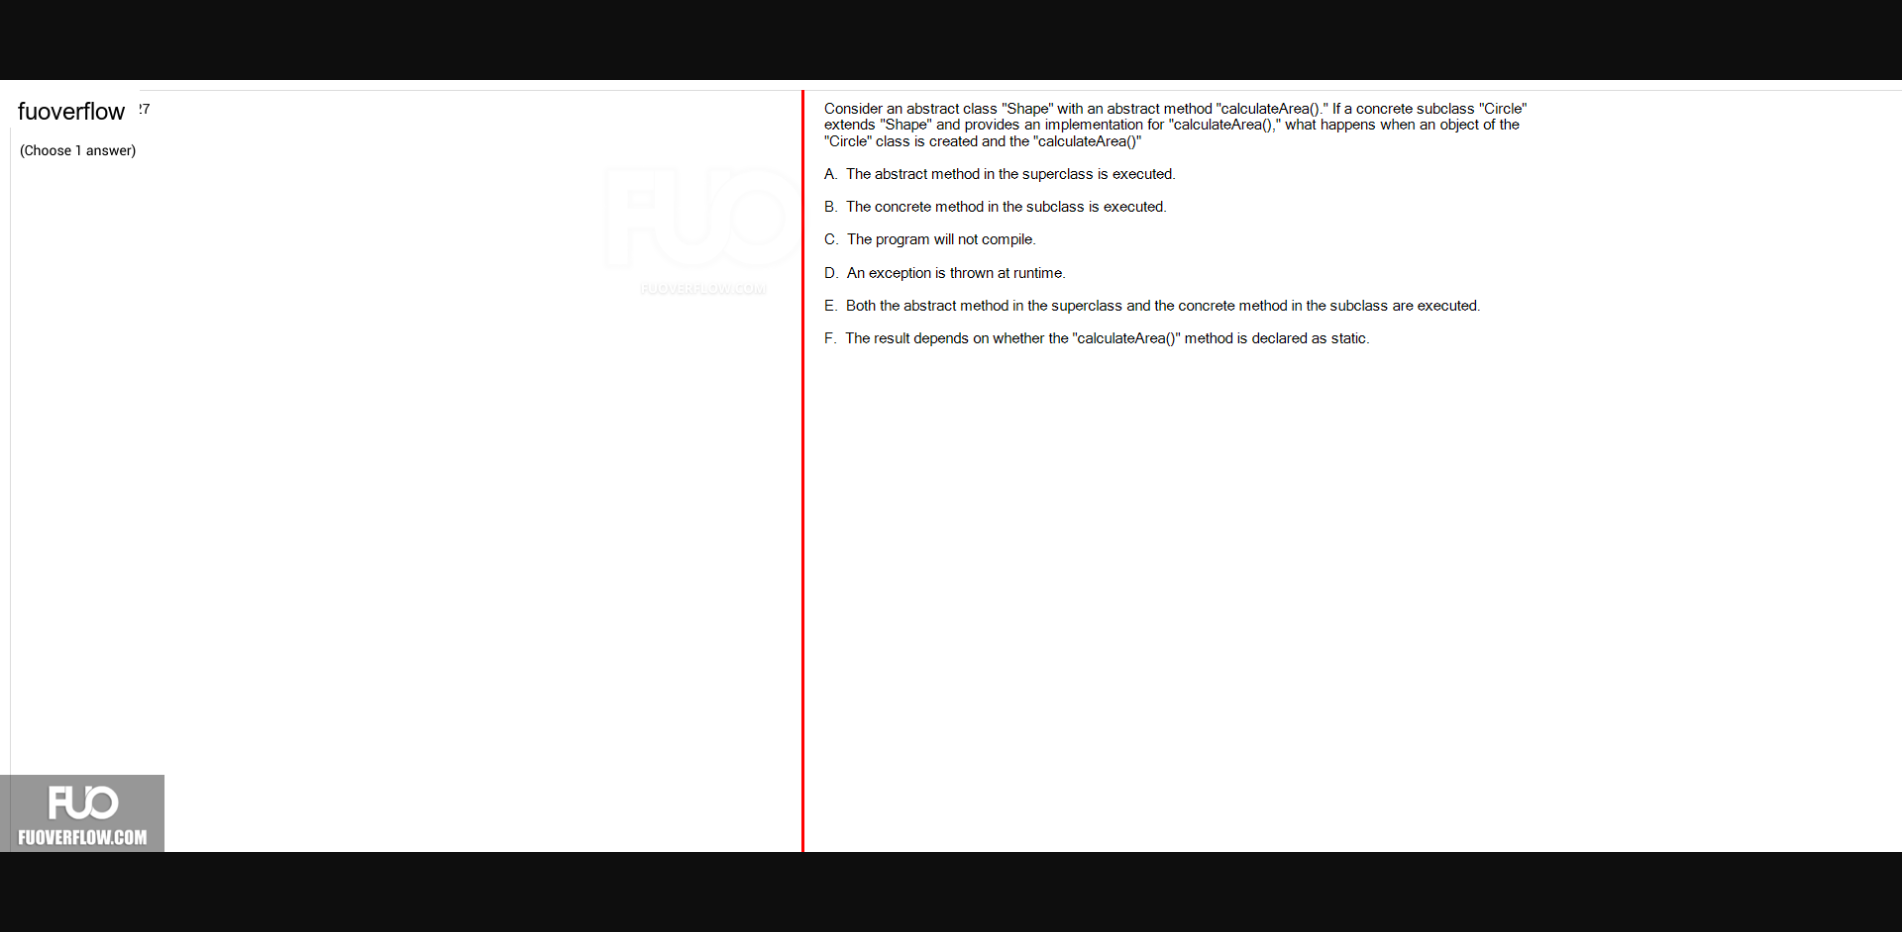 fuoverflow
27
(Choose 1 answer)
Consider an abstract class "Shape" with an abstract method "calculateArea()." If a concrete subclass "Circle"
extends "Shape" and provides an implementation for "calculateArea()," what happens when an object of the
"Circle" class is created and the "calculateArea()"
A. The abstract method in the superclass is executed.
B. The concrete method in the subclass is executed.
C. The program will not compile.
D. An exception is thrown at runtime.
E. Both the abstract method in the superclass and the concrete method in the subclass are executed.
F. The result depends on whether the "calculateArea()" method is declared as static.
FUO
FUOVERFLOW.COM
FUO
FUOVERFLOW.COM